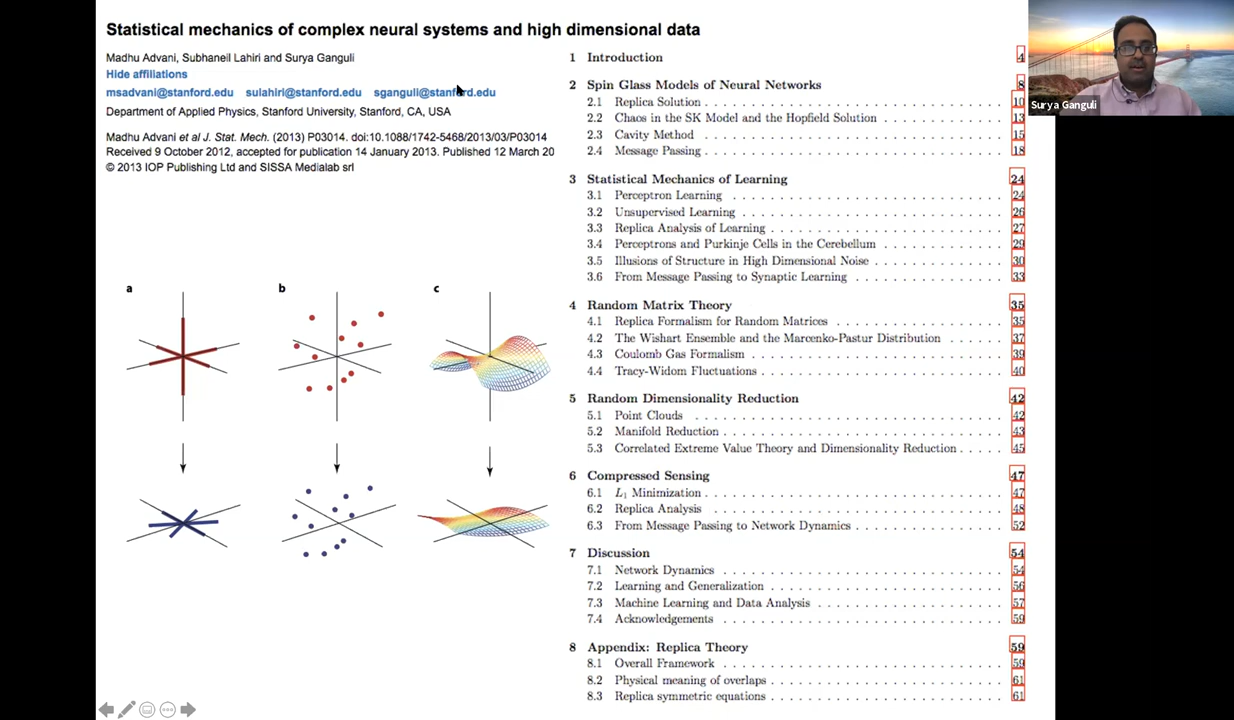 Statistical mechanics of complex neural systems and high dimensional data
Madhu Advani, Subhaneil Lahiri and Surya Ganguli
Hide affiliations
msadvani@stanford.edu sulahiri@stanford.edu sganguli@stanford.edu
Department of Applied Physics, Stanford University, Stanford, CA, USA
Madhu Advani et al J. Stat. Mech. (2013) P03014. doi:10.1088/1742-5468/2013/03/P03014
Received 9 October 2012, accepted for publication 14 January 2013. Published 12 March 20
© 2013 IOP Publishing Ltd and SISSA Medialab srl
a
b
c
1 Introduction 4
2 Spin Glass Models of Neural Networks 8
2.1 Replica Solution . . . 10
2.2 Chaos in the SK Model and the Hopfield Solution . . . 13
2.3 Cavity Method . . . 15
2.4 Message Passing . . . 18
3 Statistical Mechanics of Learning 24
3.1 Perceptron Learning . . . 24
3.2 Unsupervised Learning . . . 26
3.3 Replica Analysis of Learning . . . 27
3.4 Perceptrons and Purkinje Cells in the Cerebellum . . . 29
3.5 Illusions of Structure in High Dimensional Noise . . . 30
3.6 From Message Passing to Synaptic Learning . . . 33
4 Random Matrix Theory 35
4.1 Replica Formalism for Random Matrices . . . 35
4.2 The Wishart Ensemble and the Marcenko-Pastur Distribution . . . 37
4.3 Coulomb Gas Formalism . . . 39
4.4 Tracy-Widom Fluctuations . . . 40
5 Random Dimensionality Reduction 42
5.1 Point Clouds . . . 42
5.2 Manifold Reduction . . . 43
5.3 Correlated Extreme Value Theory and Dimensionality Reduction . . . 45
6 Compressed Sensing 47
6.1 L1 Minimization . . . 47
6.2 Replica Analysis . . . 48
6.3 From Message Passing to Network Dynamics . . . 52
7 Discussion 54
7.1 Network Dynamics . . . 54
7.2 Learning and Generalization . . . 56
7.3 Machine Learning and Data Analysis . . . 57
7.4 Acknowledgements . . . 59
8 Appendix: Replica Theory 59
8.1 Overall Framework . . . 59
8.2 Physical meaning of overlaps . . . 61
8.3 Replica symmetric equations . . . 61
Surya Ganguli